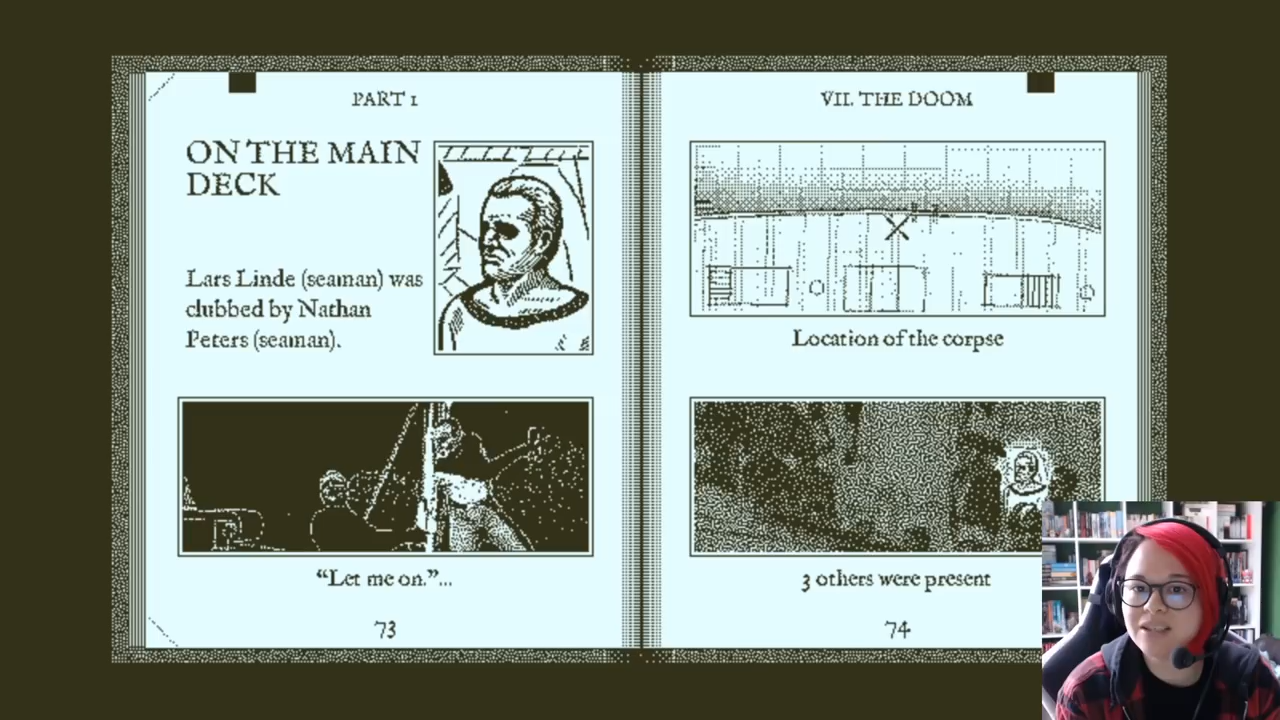 PART 1
ON THE MAIN
DECK
Lars Linde (seaman) was
clubbed by Nathan
Peters (seaman).
“Let me on.”...
73
VII. THE DOOM
Location of the corpse
3 others were present
74